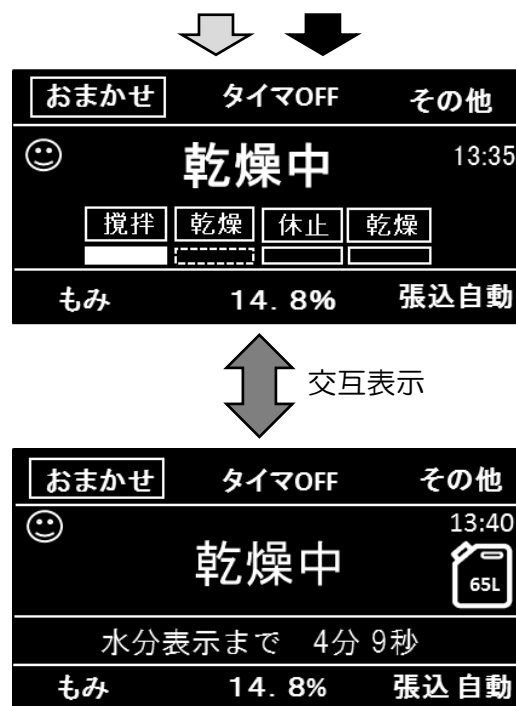 おまかせ タイマOFF その他
乾燥中 13:35
撹拌 乾燥 休止 乾燥
もみ 14.8% 張込自動
交互表示
おまかせ タイマOFF その他
13:40
乾燥中
65L
水分表示まで 4分 9秒
もみ 14.8% 張込自動